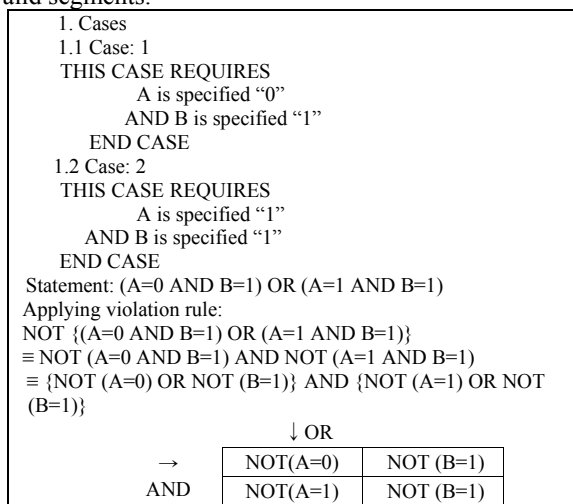 and segments.
1. Cases
1.1 Case: 1
THIS CASE REQUIRES
A is specified “0”
AND B is specified “1”
END CASE
1.2 Case: 2
THIS CASE REQUIRES
A is specified “1”
AND B is specified “1”
END CASE
Statement: (A=0 AND B=1) OR (A=1 AND B=1)
Applying violation rule:
NOT {(A=0 AND B=1) OR (A=1 AND B=1)}
≡ NOT (A=0 AND B=1) AND NOT (A=1 AND B=1)
≡ {NOT (A=0) OR NOT (B=1)} AND {NOT (A=1) OR NOT
(B=1)}
↓ OR
→ NOT(A=0) NOT (B=1)
AND NOT(A=1) NOT (B=1)